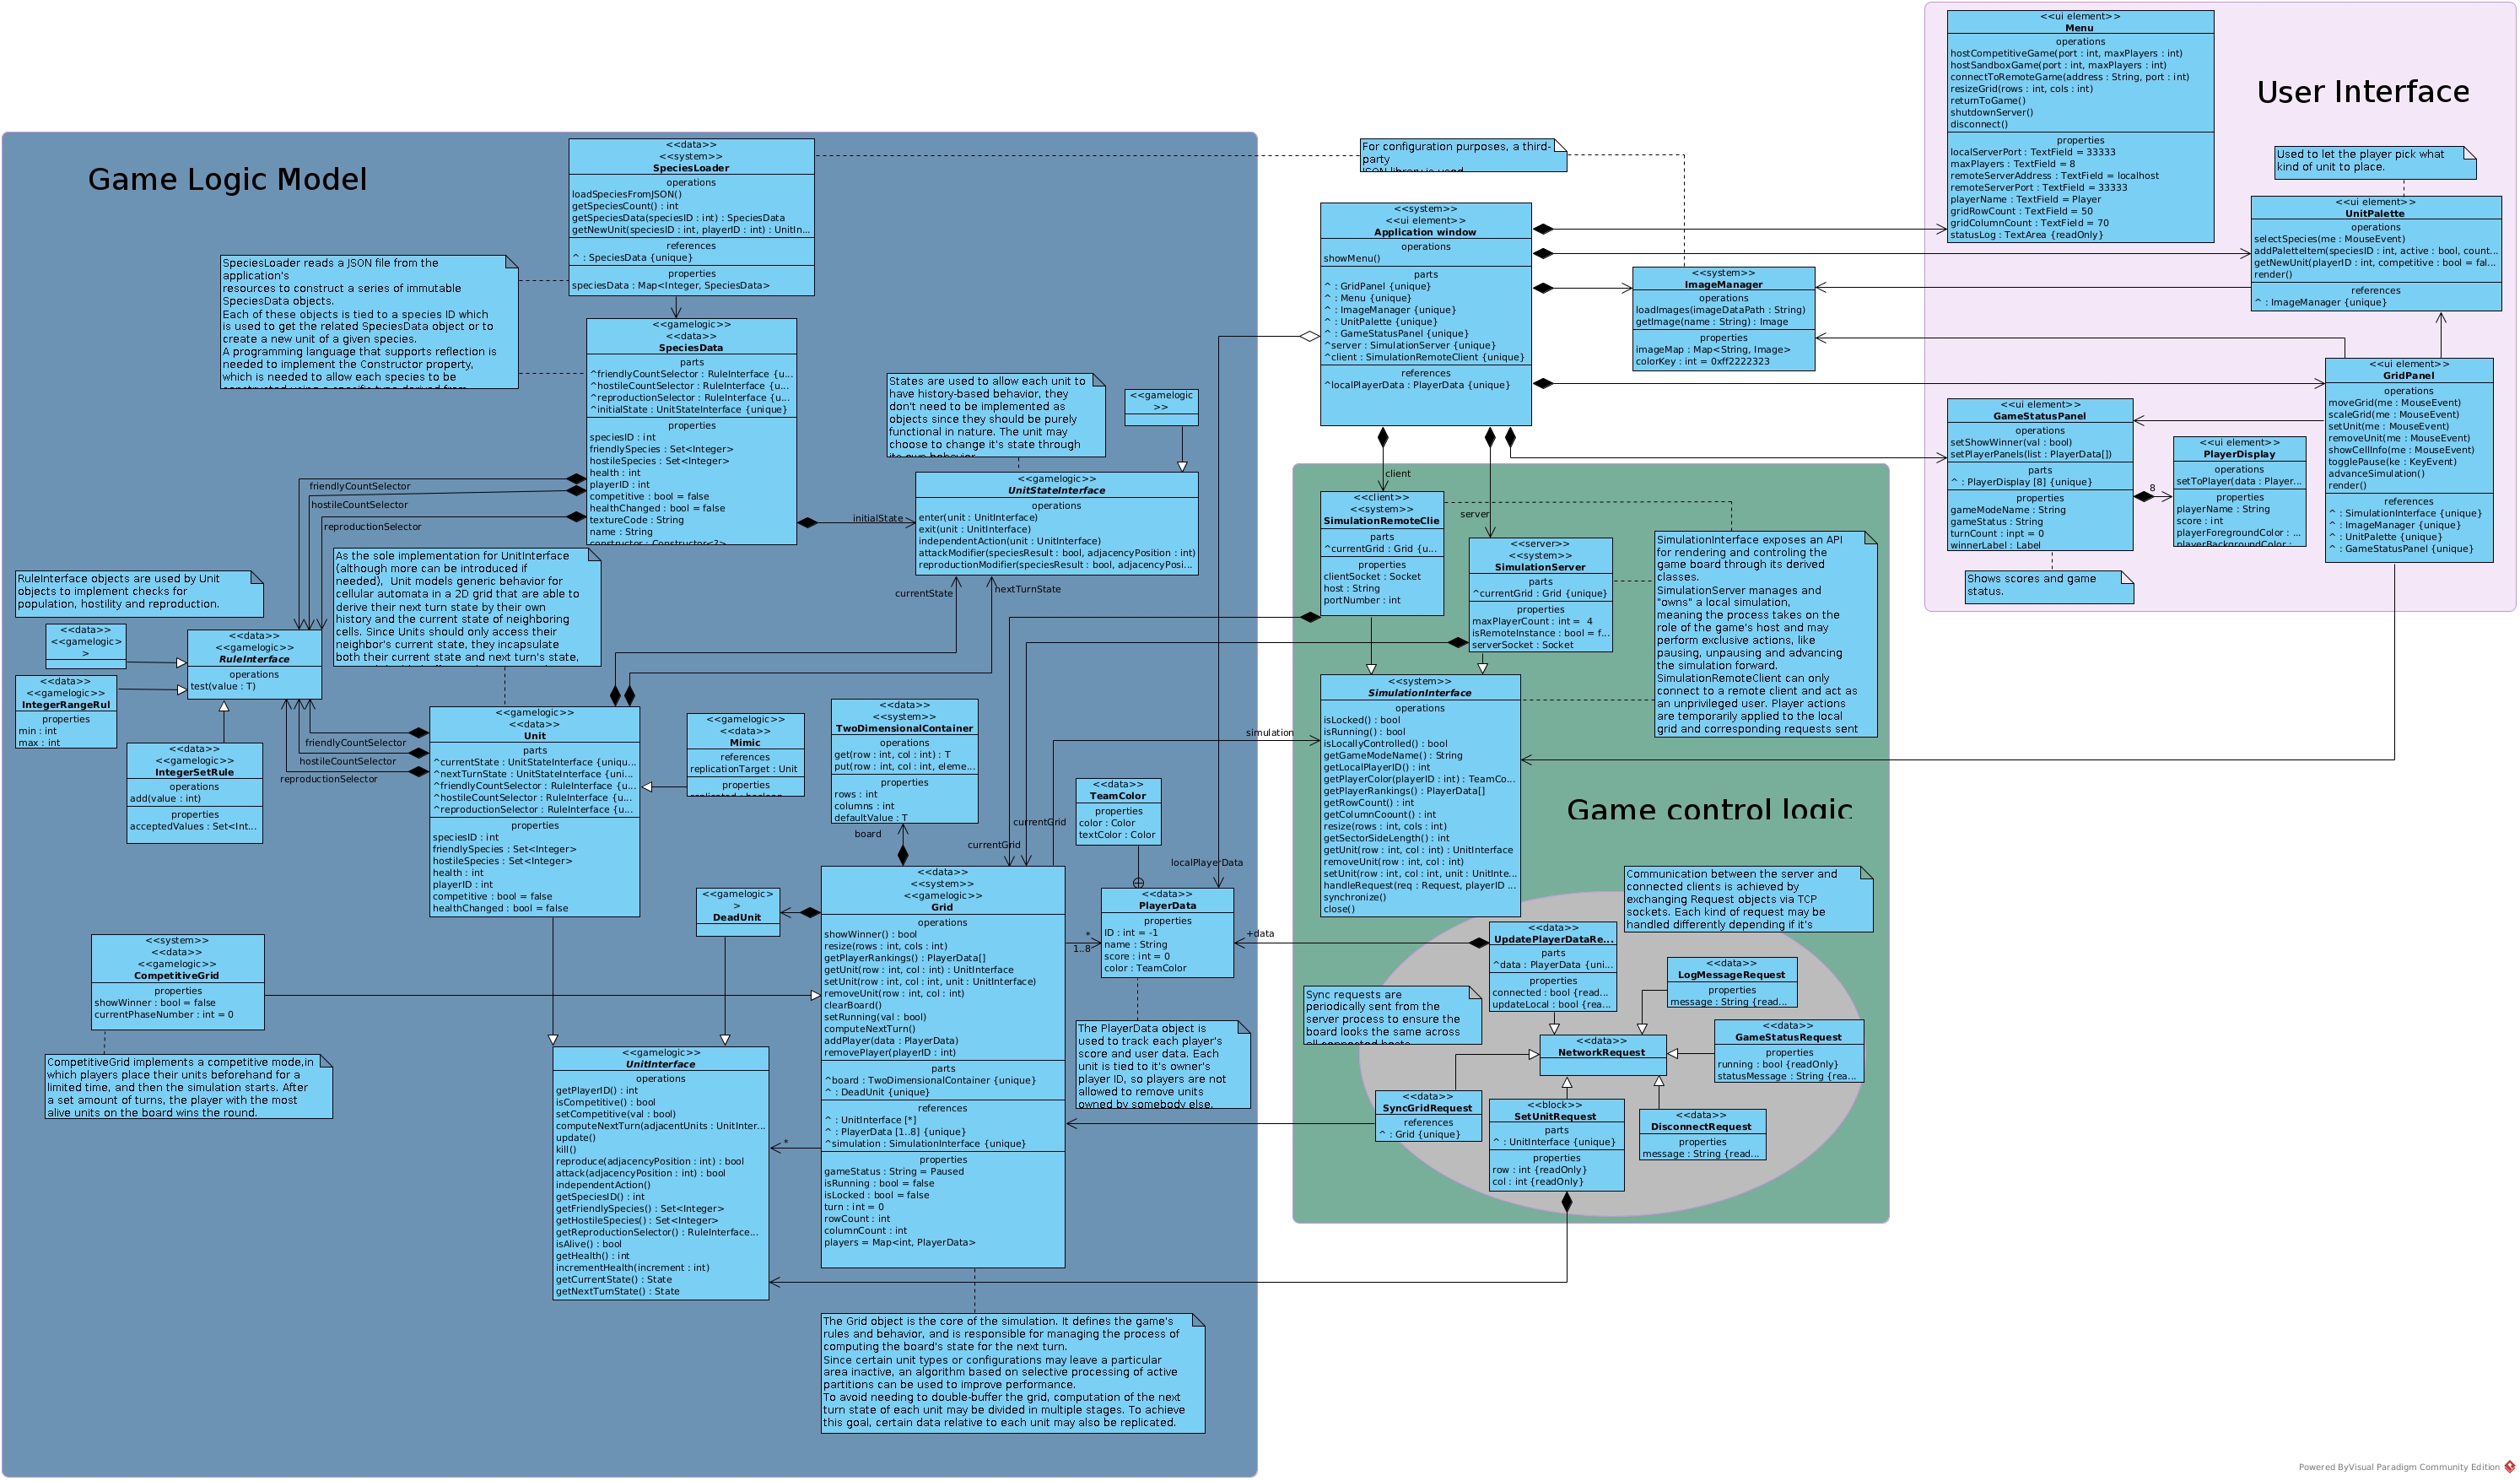 Game Logic Model
<<data>>
<<system>>
SpeciesLoader
operations
loadSpeciesFromJSON()
getSpeciesCount() : int
getSpeciesData(speciesID : int) : SpeciesData
getNewUnit(speciesID : int, playerID : int) : UnitIn...
references
^ : SpeciesData {unique}
properties
speciesData : Map<Integer, SpeciesData>
SpeciesLoader reads a JSON file from the
application's
resources to construct a series of immutable
SpeciesData objects.
Each of these objects is tied to a species ID which
is used to get the related SpeciesData object or to
create a new unit of a given species.
A programming language that supports reflection is
needed to implement the Constructor property,
which is needed to allow each species to be
<<gamelogic>>
<<data>>
SpeciesData
parts
^friendlyCountSelector : RuleInterface {u...
^hostileCountSelector : RuleInterface {u...
^reproductionSelector : RuleInterface {u...
^initialState : UnitStateInterface {unique}
properties
speciesID : int
friendlySpecies : Set<Integer>
hostileSpecies : Set<Integer>
health : int
playerID : int
competitive : bool = false
healthChanged : bool = false
textureCode : String
name : String
constructor : Constructor<?>
friendlyCountSelector
hostileCountSelector
reproductionSelector
initialState
States are used to allow each unit to
have history-based behavior, they
don't need to be implemented as
objects since they should be purely
functional in nature. The unit may
choose to change it's state through
its own behavior
<<gamelogic
>>
<<gamelogic>>
UnitStateInterface
operations
enter(unit : UnitInterface)
exit(unit : UnitInterface)
independentAction(unit : UnitInterface)
attackModifier(speciesResult : bool, adjacencyPosition : int)
reproductionModifier(speciesResult : bool, adjacencyPosi...
currentState
nextTurnState
As the sole implementation for UnitInterface
(although more can be introduced if
needed),  Unit models generic behavior for
cellular automata in a 2D grid that are able to
derive their next turn state by their own
history and the current state of neighboring
cells. Since Units should only access their
neighbor's current state, they incapsulate
both their current state and next turn's state,
RuleInterface objects are used by Unit
objects to implement checks for
population, hostility and reproduction.
<<data>>
<<gamelogic>
>
<<data>>
<<gamelogic>>
RuleInterface
operations
test(value : T)
<<data>>
<<gamelogic>>
IntegerRangeRul
properties
min : int
max : int
<<data>>
<<gamelogic>>
IntegerSetRule
operations
add(value : int)
properties
acceptedValues : Set<Int...
friendlyCountSelector
hostileCountSelector
reproductionSelector
<<gamelogic>>
<<data>>
Unit
parts
^currentState : UnitStateInterface {uniqu...
^nextTurnState : UnitStateInterface {uni...
^friendlyCountSelector : RuleInterface {u...
^hostileCountSelector : RuleInterface {u...
^reproductionSelector : RuleInterface {u...
properties
speciesID : int
friendlySpecies : Set<Integer>
hostileSpecies : Set<Integer>
health : int
playerID : int
competitive : bool = false
healthChanged : bool = false
<<gamelogic>>
<<data>>
Mimic
references
replicationTarget : Unit
properties
replicated : boolean
<<data>>
<<system>>
TwoDimensionalContainer
operations
get(row : int, col : int) : T
put(row : int, col : int, eleme...
properties
rows : int
columns : int
defaultValue : T
board
<<data>>
TeamColor
properties
color : Color
textColor : Color
currentGrid
currentGrid
localPlayerData
simulation
<<gamelogic>
>
DeadUnit
<<data>>
<<system>>
<<gamelogic>>
Grid
operations
showWinner() : bool
resize(rows : int, cols : int)
getPlayerRankings() : PlayerData[]
getUnit(row : int, col : int) : UnitInterface
setUnit(row : int, col : int, unit : UnitInterface)
removeUnit(row : int, col : int)
clearBoard()
setRunning(val : bool)
computeNextTurn()
addPlayer(data : PlayerData)
removePlayer(playerID : int)
parts
^board : TwoDimensionalContainer {unique}
^ : DeadUnit {unique}
references
^ : UnitInterface [*]
^ : PlayerData [1..8] {unique}
^simulation : SimulationInterface {unique}
properties
gameStatus : String = Paused
isRunning : bool = false
isLocked : bool = false
turn : int = 0
rowCount : int
columnCount : int
players = Map<int, PlayerData>
*
1..8
*
<<data>>
PlayerData
properties
ID : int = -1
name : String
score : int = 0
color : TeamColor
The PlayerData object is
used to track each player's
score and user data. Each
unit is tied to it's owner's
player ID, so players are not
allowed to remove units
owned by somebody else.
<<system>>
<<data>>
<<gamelogic>>
CompetitiveGrid
properties
showWinner : bool = false
currentPhaseNumber : int = 0
CompetitiveGrid implements a competitive mode,in
which players place their units beforehand for a
limited time, and then the simulation starts. After
a set amount of turns, the player with the most
alive units on the board wins the round.
<<gamelogic>>
UnitInterface
operations
getPlayerID() : int
isCompetitive() : bool
setCompetitive(val : bool)
computeNextTurn(adjacentUnits : UnitInter...
update()
kill()
reproduce(adjacencyPosition : int) : bool
attack(adjacencyPosition : int) : bool
independentAction()
getSpeciesID() : int
getFriendlySpecies() : Set<Integer>
getHostileSpecies() : Set<Integer>
getReproductionSelector() : RuleInterface...
isAlive() : bool
getHealth() : int
incrementHealth(increment : int)
getCurrentState() : State
getNextTurnState() : State
The Grid object is the core of the simulation. It defines the game's
rules and behavior, and is responsible for managing the process of
computing the board's state for the next turn.
Since certain unit types or configurations may leave a particular
area inactive, an algorithm based on selective processing of active
partitions can be used to improve performance.
To avoid needing to double-buffer the grid, computation of the next
turn state of each unit may be divided in multiple stages. To achieve
this goal, certain data relative to each unit may also be replicated.
For configuration purposes, a third-
party
JSON library is used
<<system>>
<<ui element>>
Application window
operations
showMenu()
parts
^ : GridPanel {unique}
^ : Menu {unique}
^ : ImageManager {unique}
^ : UnitPalette {unique}
^ : GameStatusPanel {unique}
^server : SimulationServer {unique}
^client : SimulationRemoteClient {unique}
references
^localPlayerData : PlayerData {unique}
<<system>>
ImageManager
operations
loadImages(imageDataPath : String)
getImage(name : String) : Image
properties
imageMap : Map<String, Image>
colorKey : int = 0xff2222323
client
server
User Interface
<<ui element>>
Menu
operations
hostCompetitiveGame(port : int, maxPlayers : int)
hostSandboxGame(port : int, maxPlayers : int)
connectToRemoteGame(address : String, port : int)
resizeGrid(rows : int, cols : int)
returnToGame()
shutdownServer()
disconnect()
properties
localServerPort : TextField = 33333
maxPlayers : TextField = 8
remoteServerAddress : TextField = localhost
remoteServerPort : TextField = 33333
playerName : TextField = Player
gridRowCount : TextField = 50
gridColumnCount : TextField = 70
statusLog : TextArea {readOnly}
Used to let the player pick what
kind of unit to place.
<<ui element>>
UnitPalette
operations
selectSpecies(me : MouseEvent)
addPaletteItem(speciesID : int, active : bool, count...
getNewUnit(playerID : int, competitive : bool = fal...
render()
references
^ : ImageManager {unique}
<<ui element>>
GridPanel
operations
moveGrid(me : MouseEvent)
scaleGrid(me : MouseEvent)
setUnit(me : MouseEvent)
removeUnit(me : MouseEvent)
showCellInfo(me : MouseEvent)
togglePause(ke : KeyEvent)
advanceSimulation()
render()
references
^ : SimulationInterface {unique}
^ : ImageManager {unique}
^ : UnitPalette {unique}
^ : GameStatusPanel {unique}
<<ui element>>
GameStatusPanel
operations
setShowWinner(val : bool)
setPlayerPanels(list : PlayerData[])
parts
^ : PlayerDisplay [8] {unique}
properties
gameModeName : String
gameStatus : String
turnCount : inpt = 0
winnerLabel : Label
8
<<ui element>>
PlayerDisplay
operations
setToPlayer(data : Player...
properties
playerName : String
score : int
playerForegroundColor : ...
playerBackgroundColor : ...
Shows scores and game
status.
Game control logic
<<client>>
<<system>>
SimulationRemoteClie
parts
^currentGrid : Grid {u...
properties
clientSocket : Socket
host : String
portNumber : int
<<server>>
<<system>>
SimulationServer
parts
^currentGrid : Grid {unique}
properties
maxPlayerCount : int =  4
isRemoteInstance : bool = f...
serverSocket : Socket
SimulationInterface exposes an API
for rendering and controling the
game board through its derived
classes.
SimulationServer manages and
"owns" a local simulation,
meaning the process takes on the
role of the game's host and may
perform exclusive actions, like
pausing, unpausing and advancing
the simulation forward.
SimulationRemoteClient can only
connect to a remote client and act as
an unprivileged user. Player actions
are temporarily applied to the local
grid and corresponding requests sent
<<system>>
SimulationInterface
operations
isLocked() : bool
isRunning() : bool
isLocallyControlled() : bool
getGameModeName() : String
getLocalPlayerID() : int
getPlayerColor(playerID : int) : TeamCo...
getPlayerRankings() : PlayerData[]
getRowCount() : int
getColumnCoount() : int
resize(rows : int, cols : int)
getSectorSideLength() : int
getUnit(row : int, col : int) : UnitInterface
removeUnit(row : int, col : int)
setUnit(row : int, col : int, unit : UnitInte...
handleRequest(req : Request, playerID ...
synchronize()
close()
Communication between the server and
connected clients is achieved by
exchanging Request objects via TCP
sockets. Each kind of request may be
handled differently depending if it's
+data
<<data>>
UpdatePlayerDataRe...
parts
^data : PlayerData {uni...
properties
connected : bool {read...
updateLocal : bool {rea...
<<data>>
LogMessageRequest
properties
message : String {read...
Sync requests are
periodically sent from the
server process to ensure the
board looks the same across
all connected hosts
<<data>>
NetworkRequest
<<data>>
GameStatusRequest
properties
running : bool {readOnly}
statusMessage : String {rea...
<<data>>
SyncGridRequest
references
^ : Grid {unique}
<<block>>
SetUnitRequest
parts
^ : UnitInterface {unique}
properties
row : int {readOnly}
col : int {readOnly}
<<data>>
DisconnectRequest
properties
message : String {read...
Powered ByVisual Paradigm Community Edition